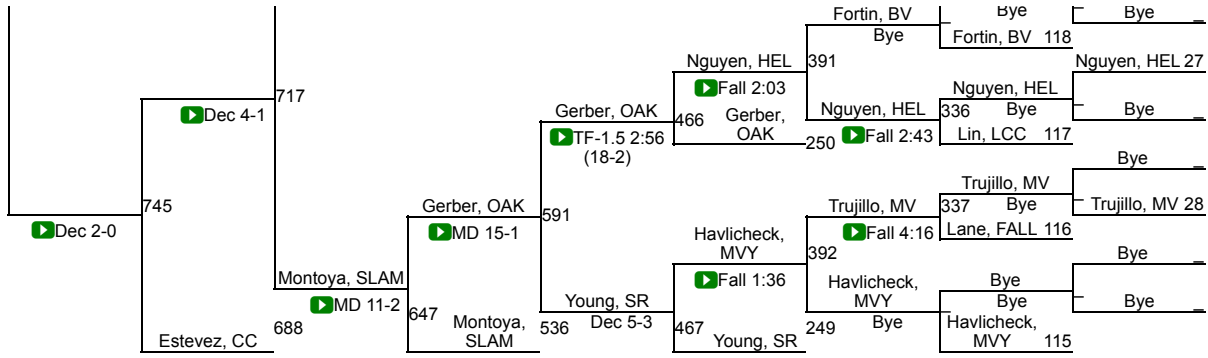 Fortin, BV
Bye
Bye _
Bye
Fortin, BV 118
Nguyen, HEL
391
Nguyen, HEL 27
717
Fall 2:03
Nguyen, HEL
Dec 4-1
Gerber, OAK
466
Gerber,
OAK
Nguyen, HEL
336
Bye
Bye _
TF-1.5 2:56
(18-2)
250
Fall 2:43
Lin, LCC 117
Bye _
Trujillo, MV
745
Gerber, OAK
591
Trujillo, MV
337
Bye
Trujillo, MV 28
Dec 2-0
MD 15-1
Fall 4:16
Lane, FALL 116
Havlicheck,
MVY
392
Bye _
Montoya, SLAM
Fall 1:36
Havlicheck,
MVY
Bye
MD 11-2
647
Young, SR
Bye
Bye _
Estevez, CC
688
Montoya,
SLAM
536
Dec 5-3
467
Young, SR
249
Bye
Havlicheck,
MVY 115